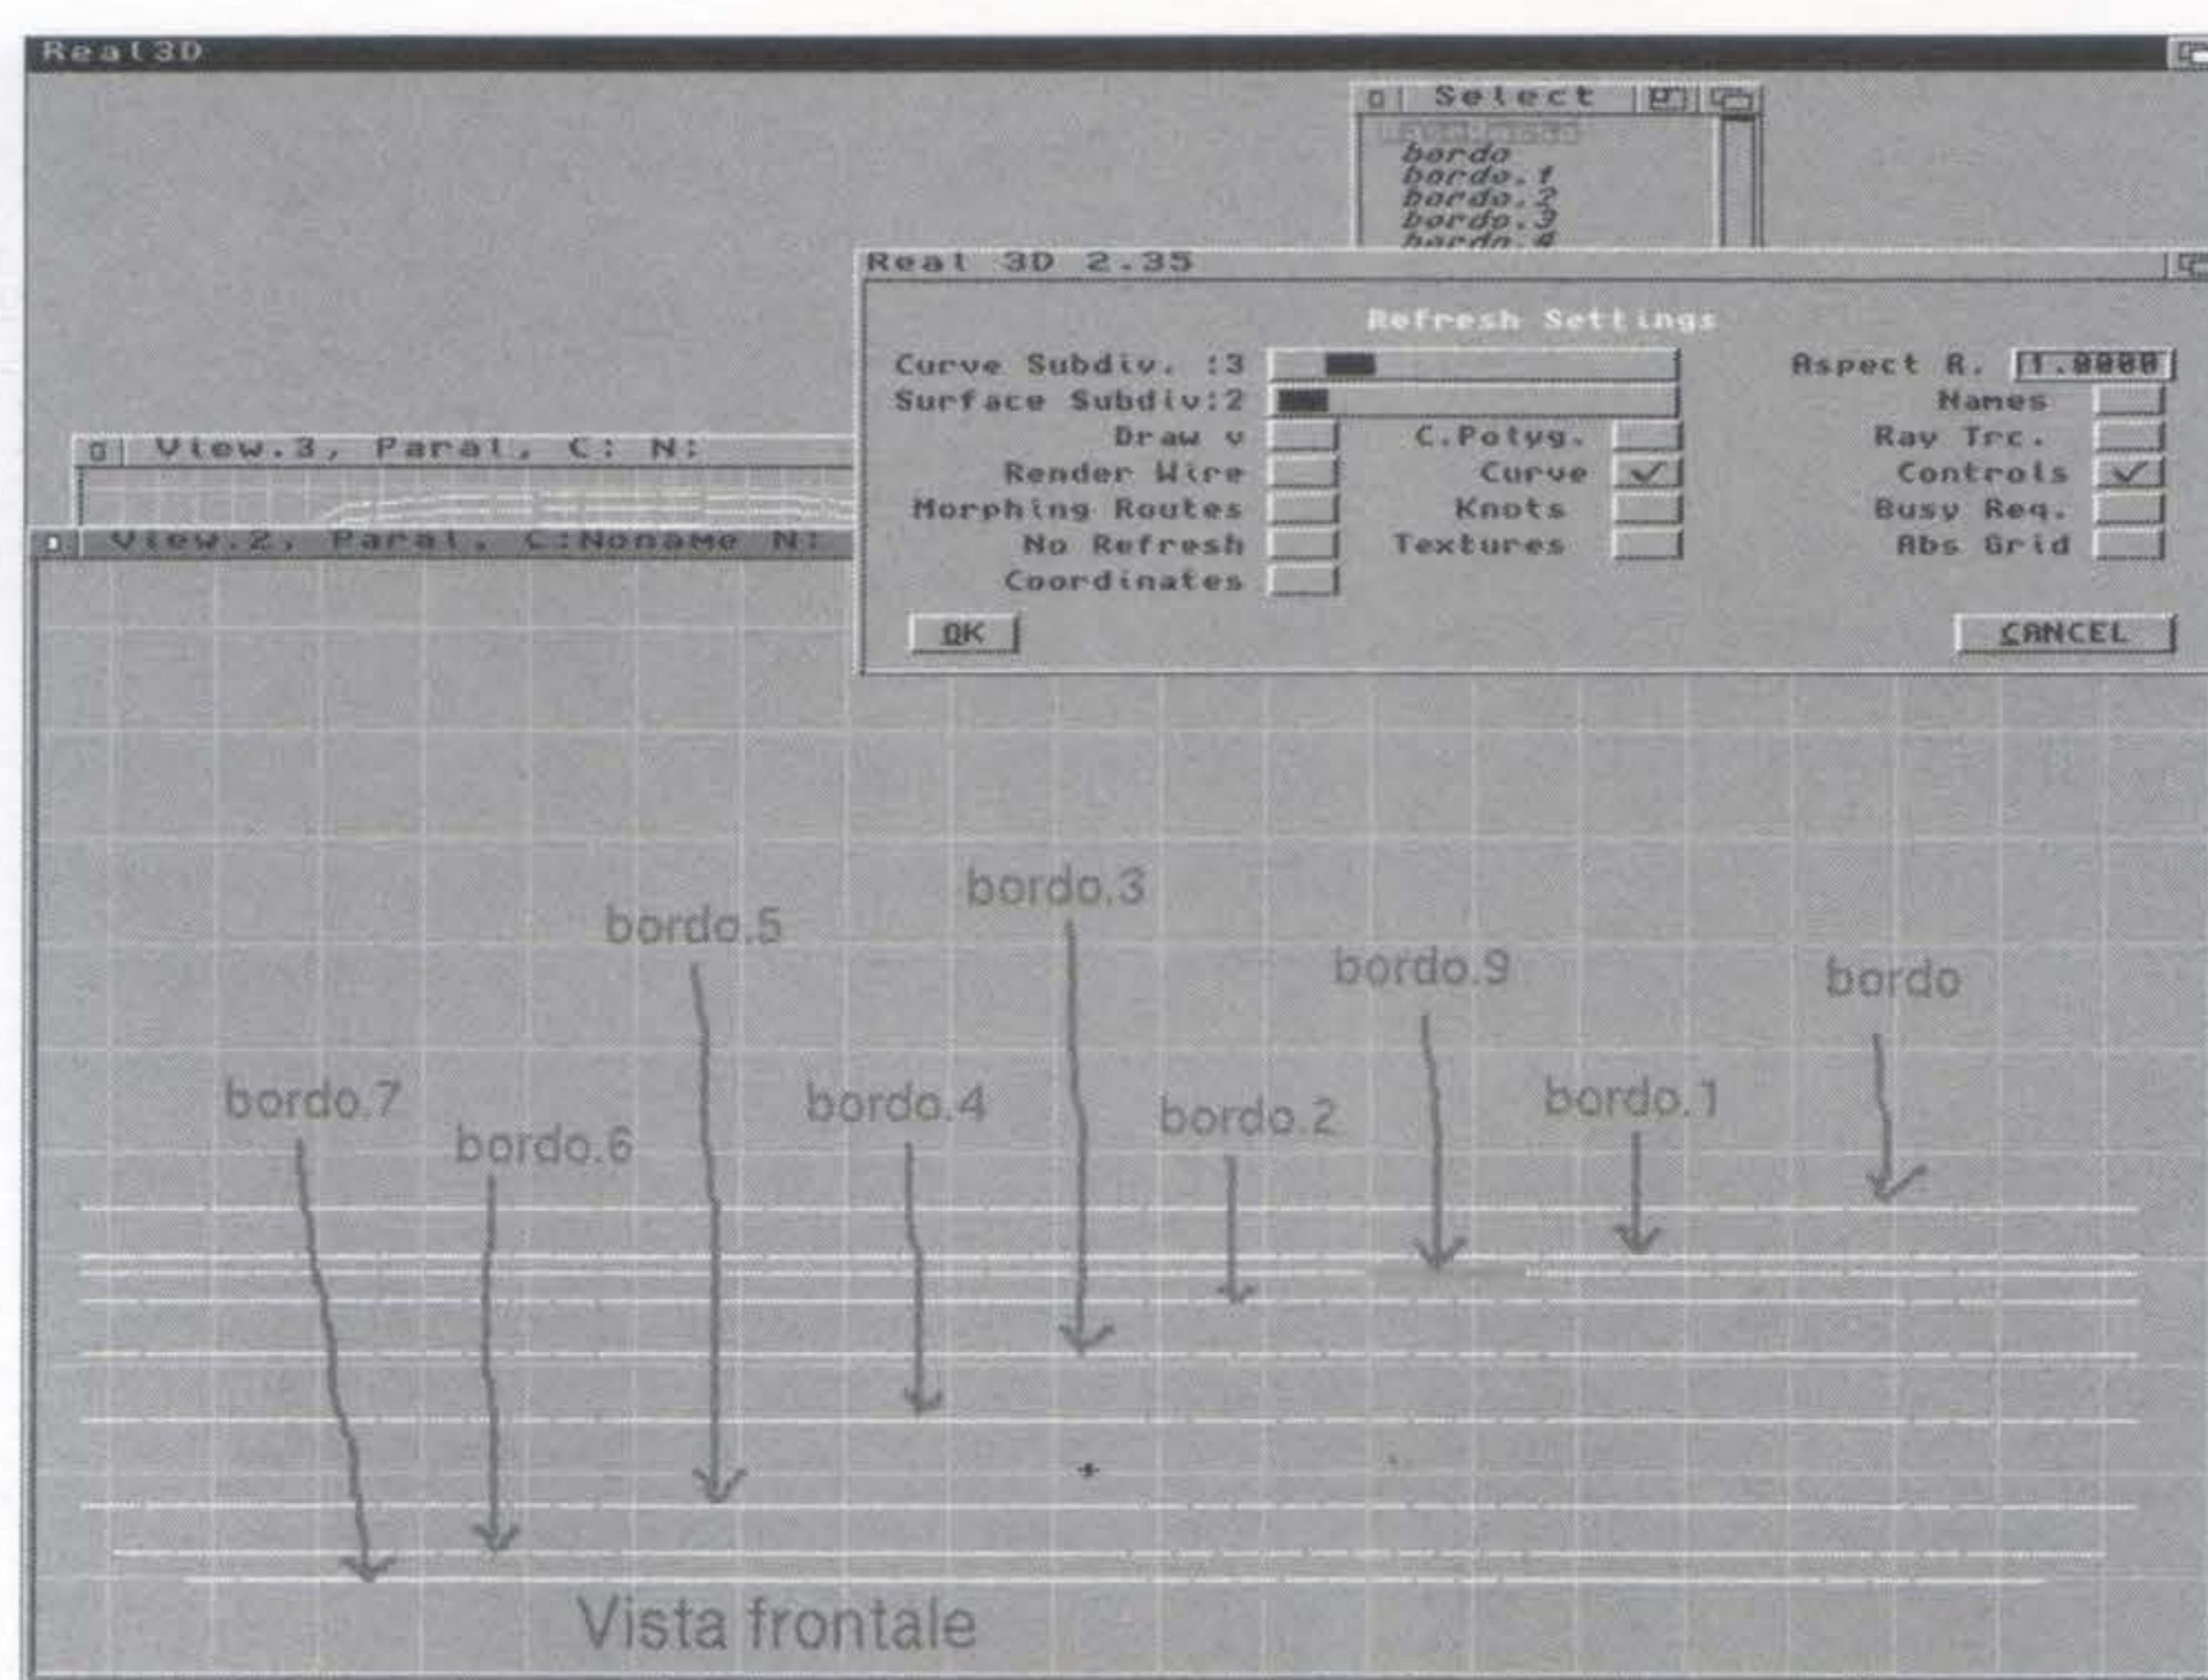 Real3D
Select
bordo
bordo.1
bordo.2
bordo.3
bordo.4
Real 3D 2.35
Refresh Settings
Curve Subdiv. :3
Aspect R. 1.0000
Surface Subdiv:2
Names
Draw v
C.Polyg.
Ray Trc.
Render Wire
Curve
Controls
Morphing Routes
Knots
Busy Req.
No Refresh
Textures
Abs Grid
Coordinates
OK
CANCEL
View.3, Paral, C: N:
View.2, Paral, C:Noname N:
bordo.3
bordo.5
bordo.9
bordo
bordo.7
bordo.4
bordo.1
bordo.2
bordo.6
Vista frontale